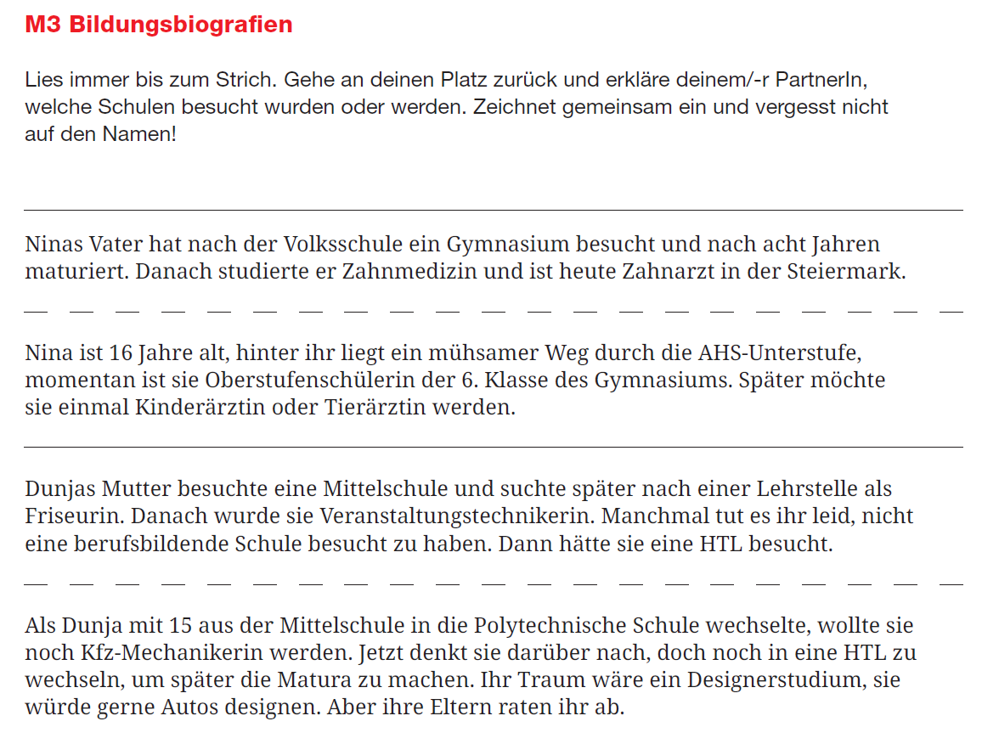 M3 Bildungsbiografien
Lies immer bis zum Strich. Gehe an deinen Platz zurück und erkläre deinem/-r PartnerIn,
welche Schulen besucht wurden oder werden. Zeichnet gemeinsam ein und vergesst nicht
auf den Namen!
Ninas Vater hat nach der Volksschule ein Gymnasium besucht und nach acht Jahren
maturiert. Danach studierte er Zahnmedizin und ist heute Zahnarzt in der Steiermark.
Nina ist 16 Jahre alt, hinter ihr liegt ein mühsamer Weg durch die AHS-Unterstufe,
momentan ist sie Oberstufenschülerin der 6. Klasse des Gymnasiums. Später möchte
sie einmal Kinderärztin oder Tierärztin werden.
Dunjas Mutter besuchte eine Mittelschule und suchte später nach einer Lehrstelle als
Friseurin. Danach wurde sie Veranstaltungstechnikerin. Manchmal tut es ihr leid, nicht
eine berufsbildende Schule besucht zu haben. Dann hätte sie eine HTL besucht.
Als Dunja mit 15 aus der Mittelschule in die Polytechnische Schule wechselte, wollte sie
noch Kfz-Mechanikerin werden. Jetzt denkt sie darüber nach, doch noch in eine HTL zu
wechseln, um später die Matura zu machen. Ihr Traum wäre ein Designerstudium, sie
würde gerne Autos designen. Aber ihre Eltern raten ihr ab.